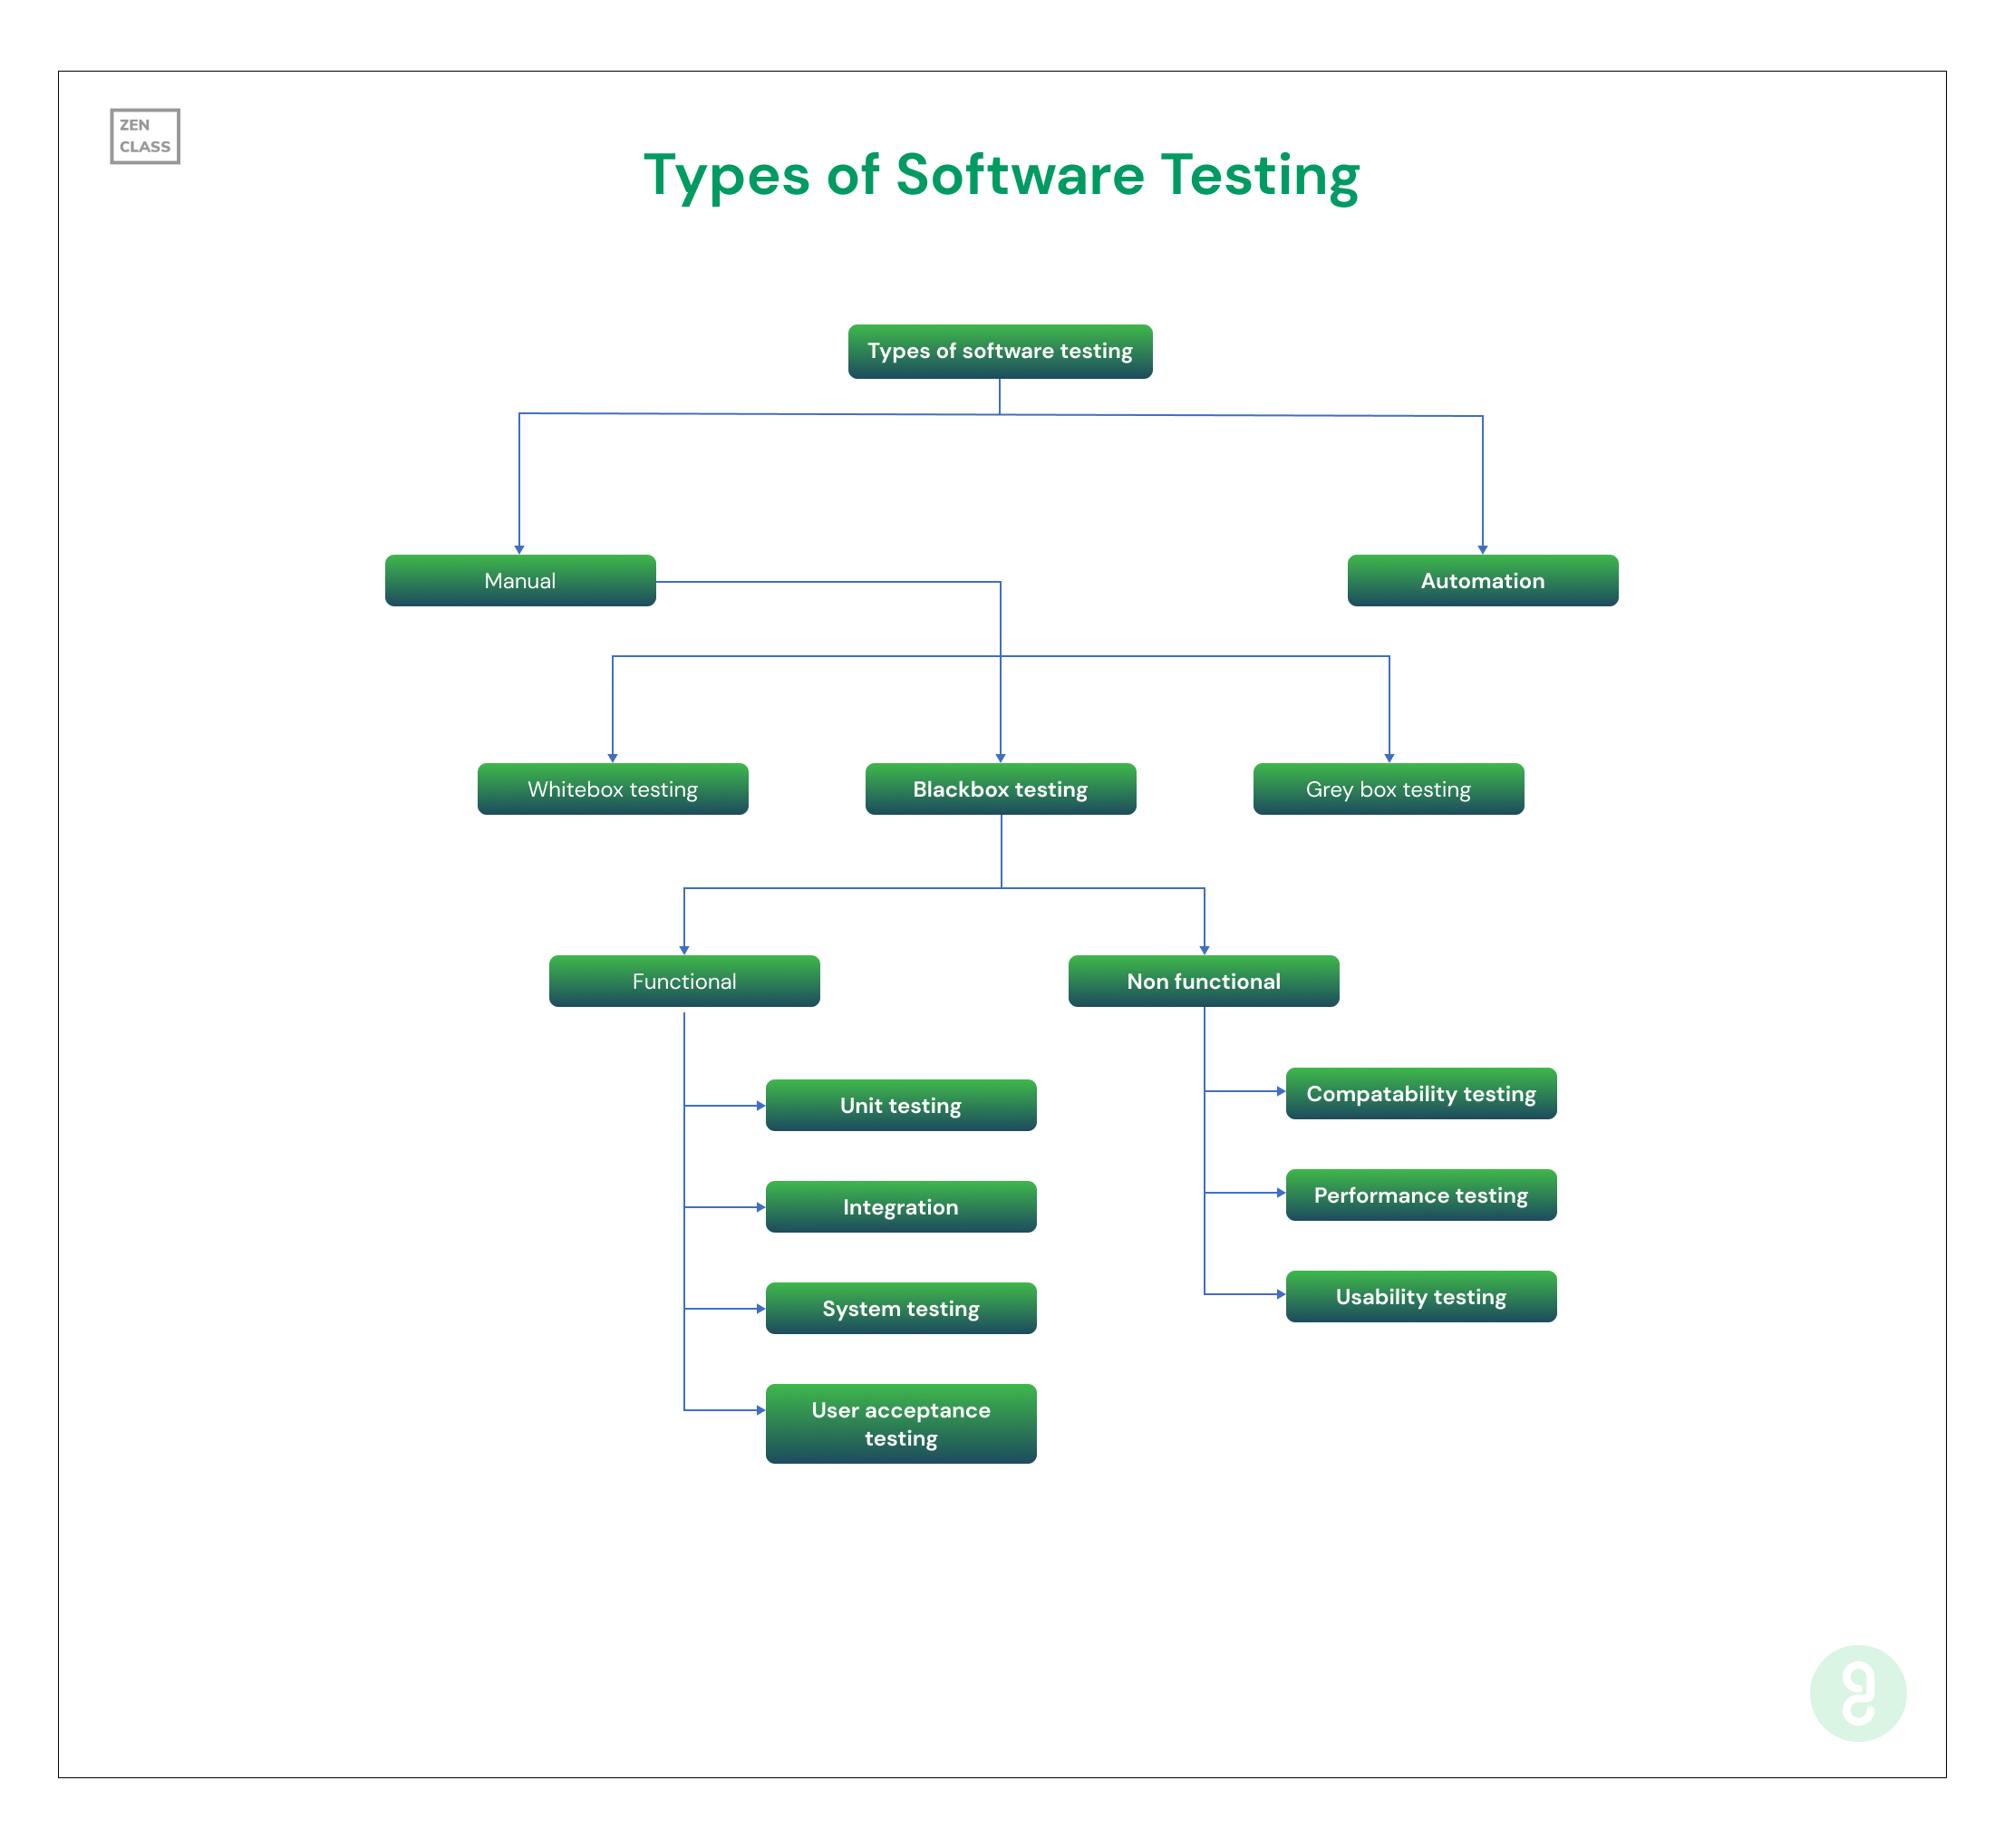 ZEN
CLASS
Types of Software Testing
Types of software testing
Manual
Automation
Whitebox testing
Blackbox testing
Grey box testing
Functional
Non functional
Unit testing
Integration
System testing
User acceptance
testing
Compatability testing
Performance testing
Usability testing